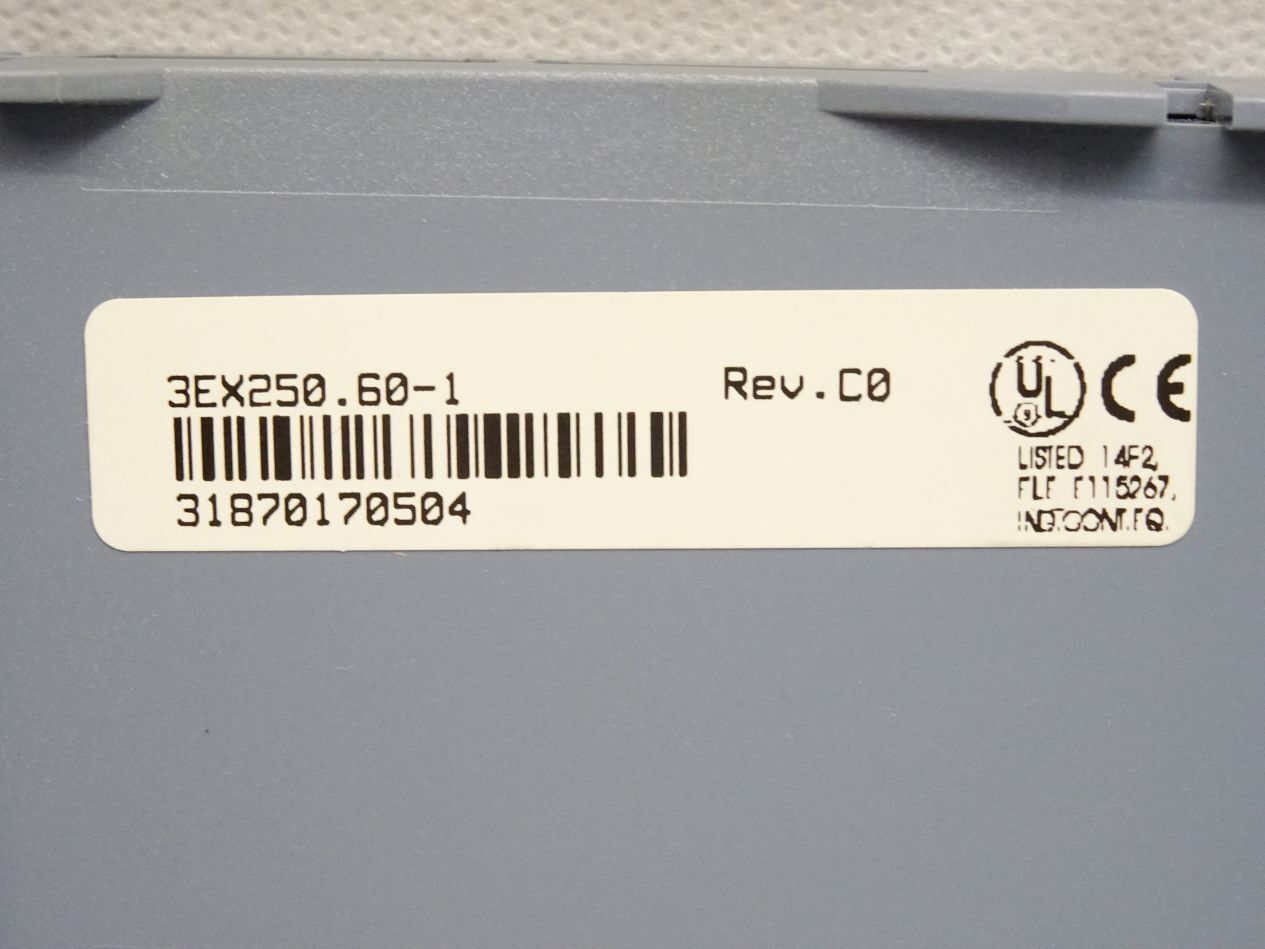 3EX250.60-1
Rev.C0
31870170504
UL
CE
LISTED 14F2,
FILE E115267,
IND.CONT.EQ.